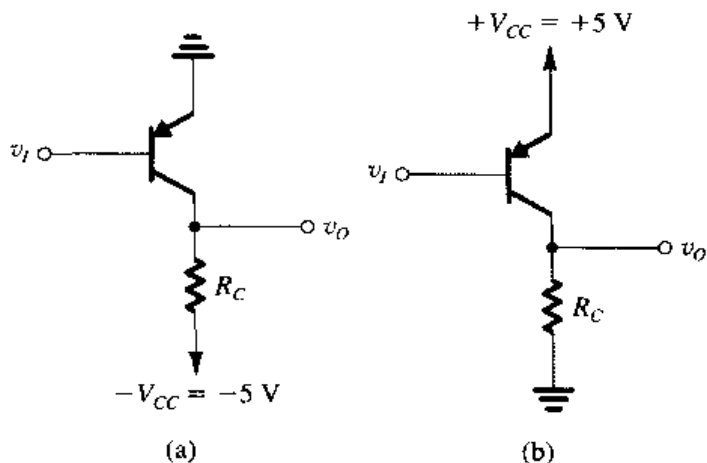 +V_CC = +5 V
v_I
v_O
R_C
−V_CC = −5 V
(a)
v_I
v_O
R_C
(b)